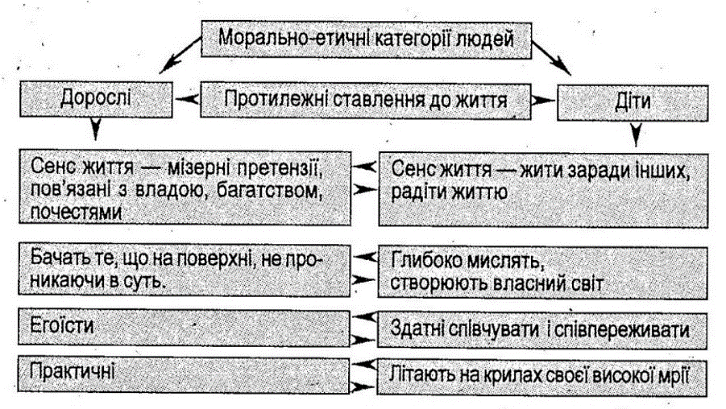 Морально-етичні категорії людей
Дорослі
Протилежні ставлення до життя
Діти
Сенс життя — мізерні претензії,
пов'язані з владою, багатством,
почестями
Сенс життя — жити заради інших,
радіти життю
Бачать те, що на поверхні, не про-
никаючи в суть.
Глибоко мислять,
створюють власний світ
Егоїсти
Здатні співчувати і співпереживати
Практичні
Літають на крилах своєї високої мрії